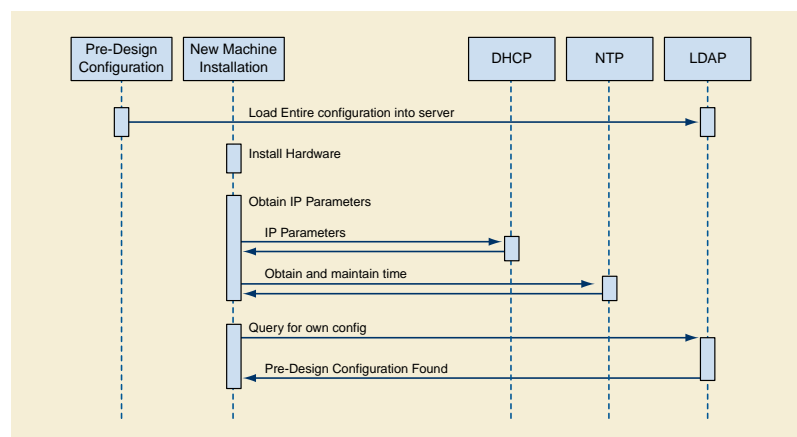 Pre-Design
Configuration
New Machine
Installation
DHCP
NTP
LDAP
Load Entire configuration into server
Install Hardware
Obtain IP Parameters
IP Parameters
Obtain and maintain time
Query for own config
Pre-Design Configuration Found